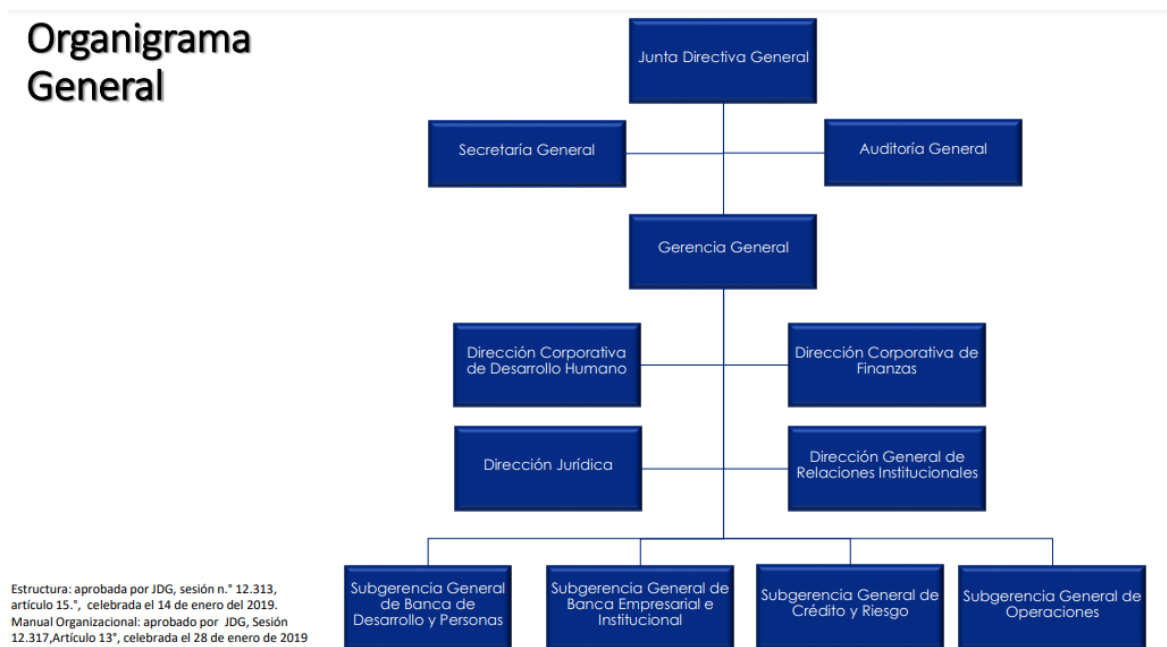 Organigrama
General
Junta Directiva General
Secretaría General
Auditoría General
Gerencia General
Dirección Corporativa
de Desarrollo Humano
Dirección Corporativa de
Finanzas
Dirección Jurídica
Dirección General de
Relaciones Institucionales
Subgerencia General
de Banca de
Desarrollo y Personas
Subgerencia General de
Banca Empresarial e
Institucional
Subgerencia General de
Crédito y Riesgo
Subgerencia General de
Operaciones
Estructura: aprobada por JDG, sesión n.° 12.313,
artículo 15.°, celebrada el 14 de enero del 2019.
Manual Organizacional: aprobado por JDG, Sesión
12.317,Artículo 13°, celebrada el 28 de enero de 2019